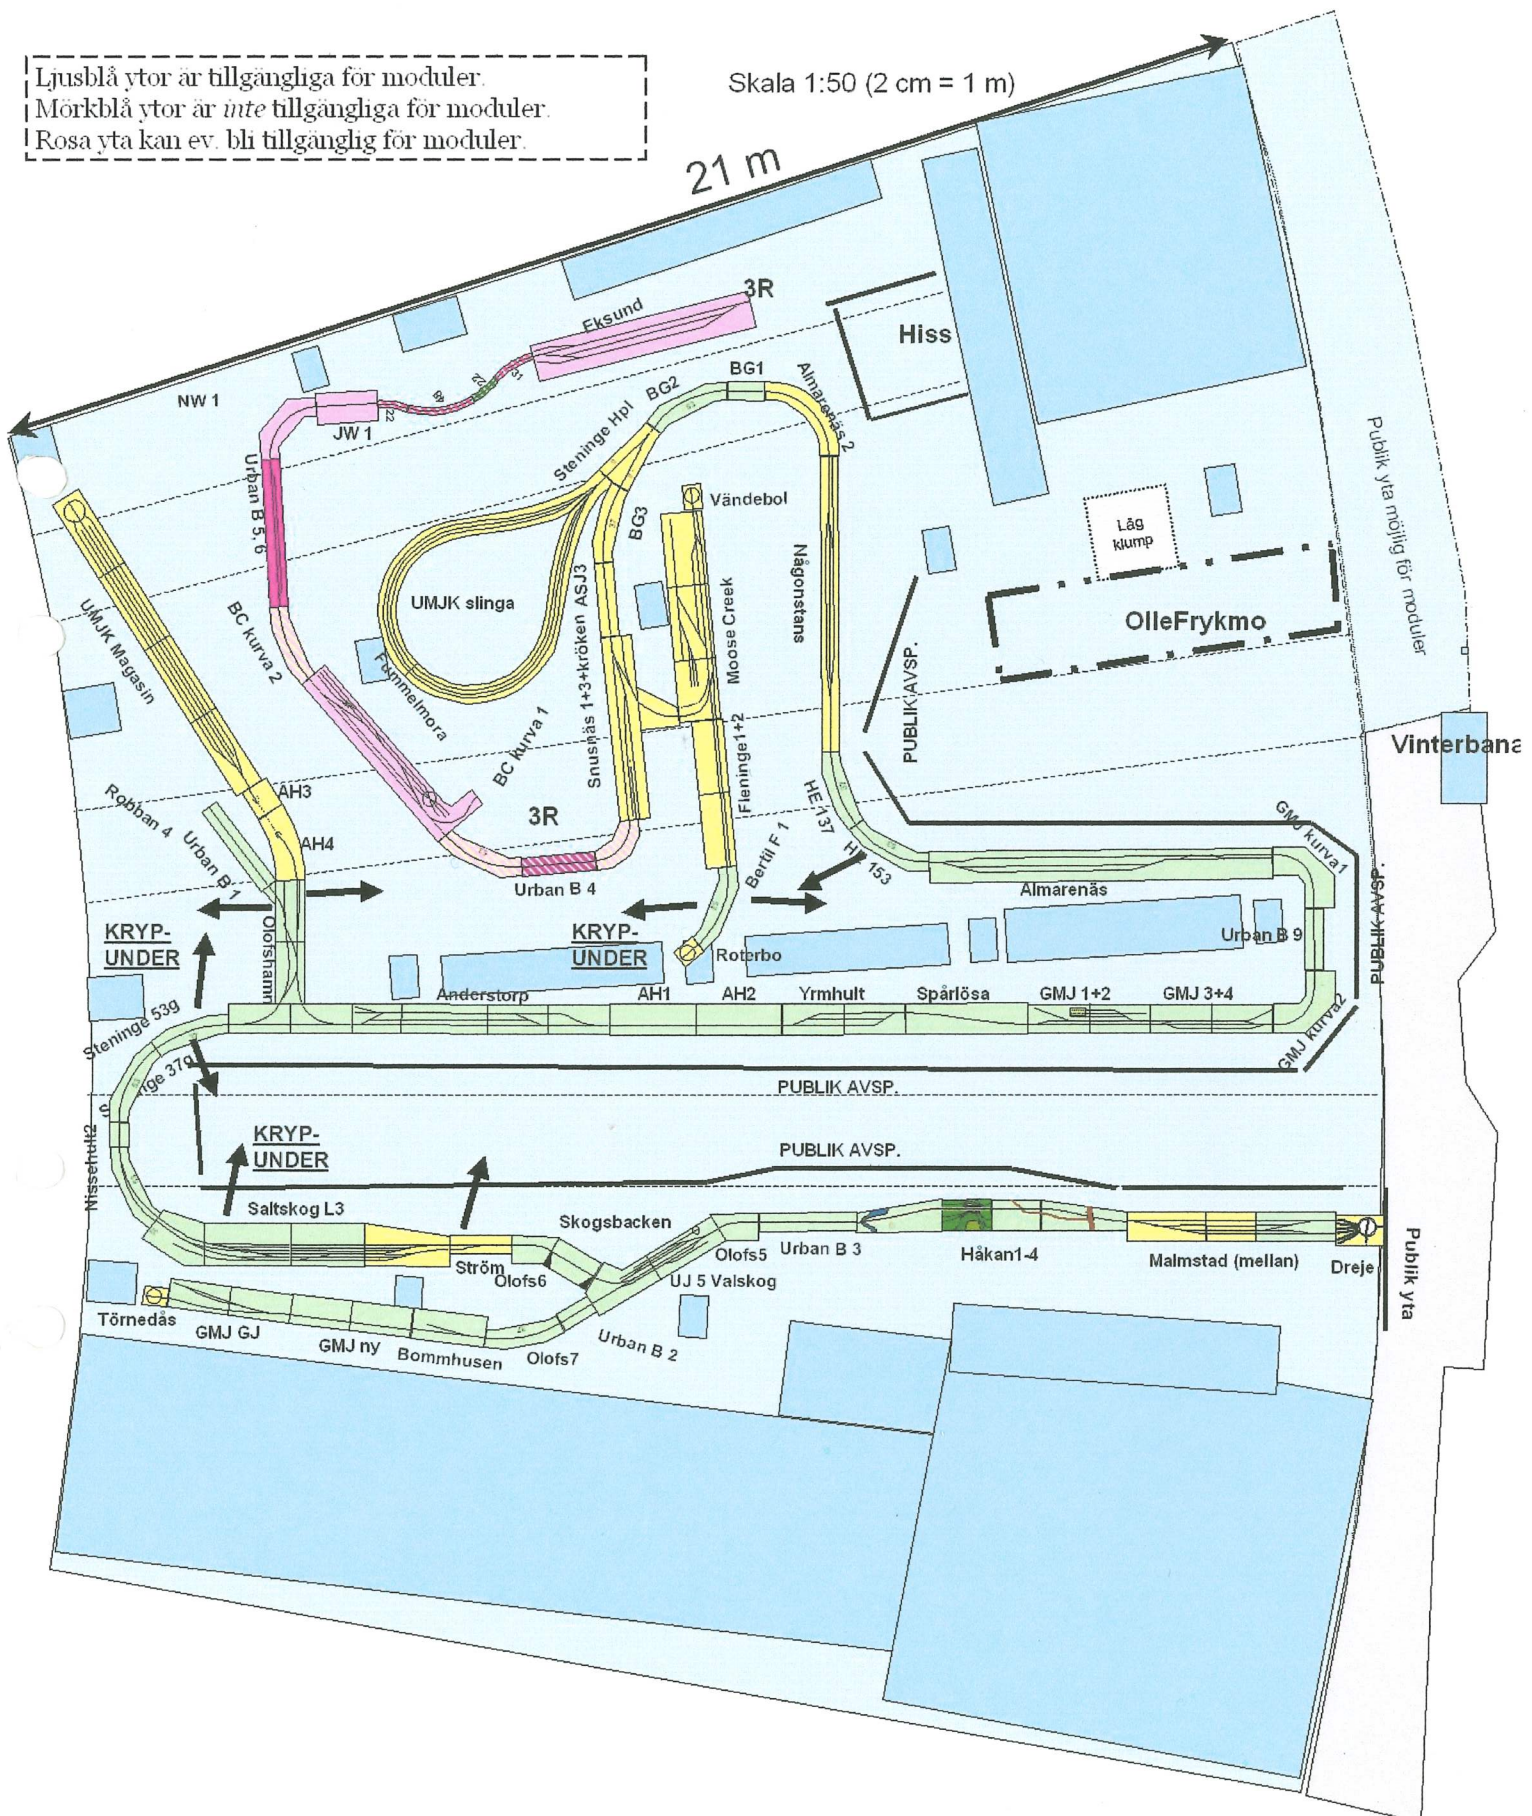 Ljusblå ytor är tillgängliga för moduler.
Mörkblå ytor är inte tillgängliga för moduler.
Rosa yta kan ev. bli tillgänglig för moduler.
Skala 1:50 (2 cm = 1 m)
21 m
3R
Eksund
Hiss
NW 1
JW 1
22
48
22
31
BG2
BG1
Almarenäs 2
Steninge Hpl
Urban B 5, 6
BG3
Vändebol
Låg
klump
Publik yta möjlig för moduler
UMJK Magasin
UMJK slinga
BC kurva 2
Fummelmora
BC kurva 1
Snusnäs 1+3+kröken ASJ3
Moose Creek
Någonstans
OlleFrykmo
PUBLIK AVSP.
Vinterbana
Fleninge1+2
HE 137
HE 153
GMJ kurva1
Robban 4
Urban B 1
AH3
AH4
3R
Urban B 4
Bertil F 1
Almarenäs
PUBLIK AVSP.
Urban B 9
KRYP-
UNDER
Olofshamn
KRYP-
UNDER
Roterbo
Anderstorp
AH1
AH2
Yrmhult
Spårlösa
GMJ 1+2
GMJ 3+4
GMJ kurva2
Steninge 53g
nge 37g
PUBLIK AVSP.
Nissehult2
KRYP-
UNDER
PUBLIK AVSP.
Saltskog L3
Skogsbacken
Ström
Olofs6
Olofs5
Urban B 3
UJ 5 Valskog
Håkan1-4
Malmstad (mellan)
Dreje
Publik yta
Törnedås
GMJ GJ
GMJ ny
Bommhusen
Olofs7
Urban B 2